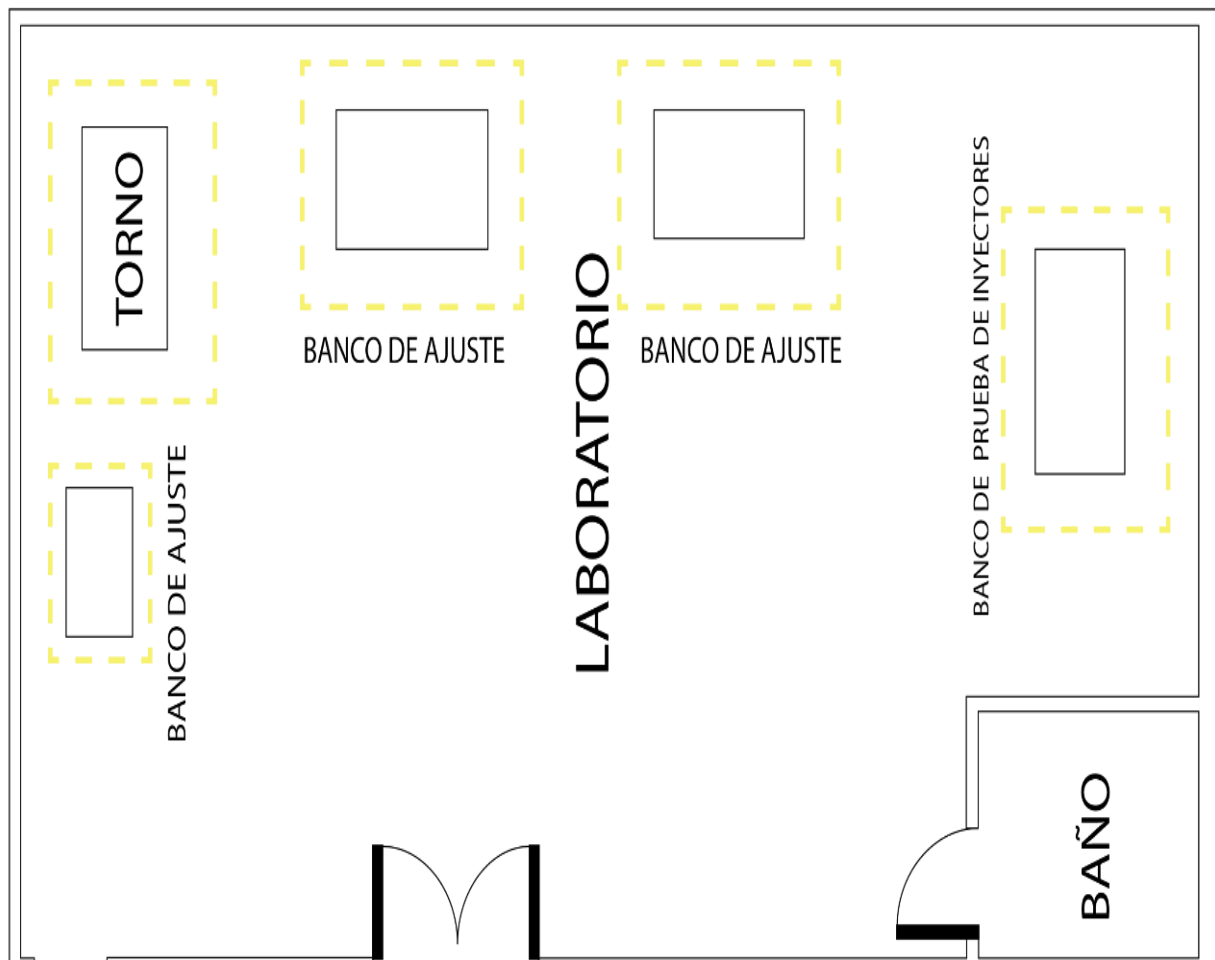 TORNO
BANCO DE AJUSTE
BANCO DE AJUSTE
BANCO DE AJUSTE
LABORATORIO
BANCO DE PRUEBA DE INYECTORES
BAÑO